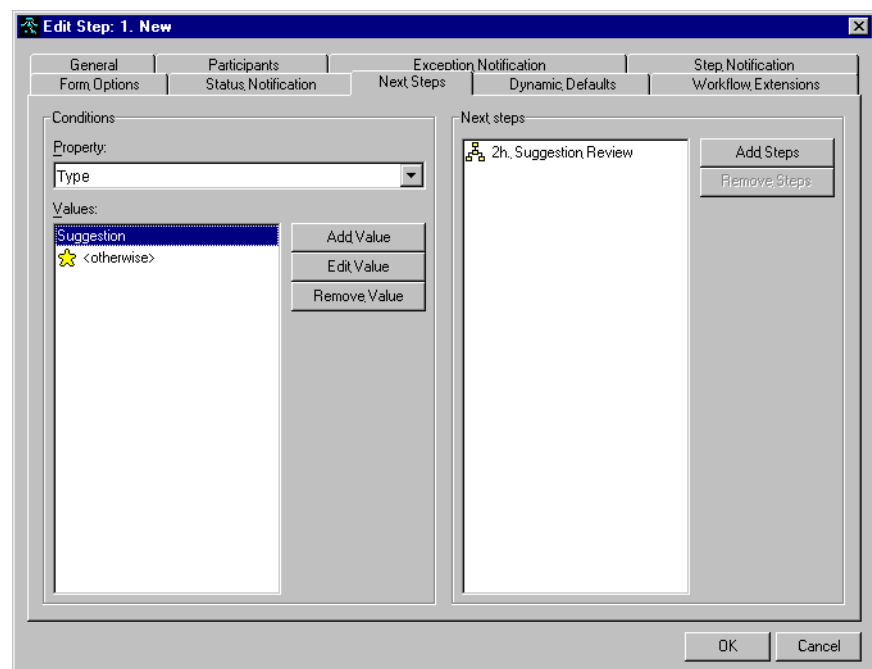 Edit Step: 1. New
General Participants Exception Notification Step Notification
Form Options Status Notification Next Steps Dynamic Defaults Workflow Extensions
Conditions
Property:
Type
Values:
Suggestion
<otherwise>
Add Value
Edit Value
Remove Value
Next steps
2h. Suggestion Review
Add Steps
Remove Steps
OK Cancel